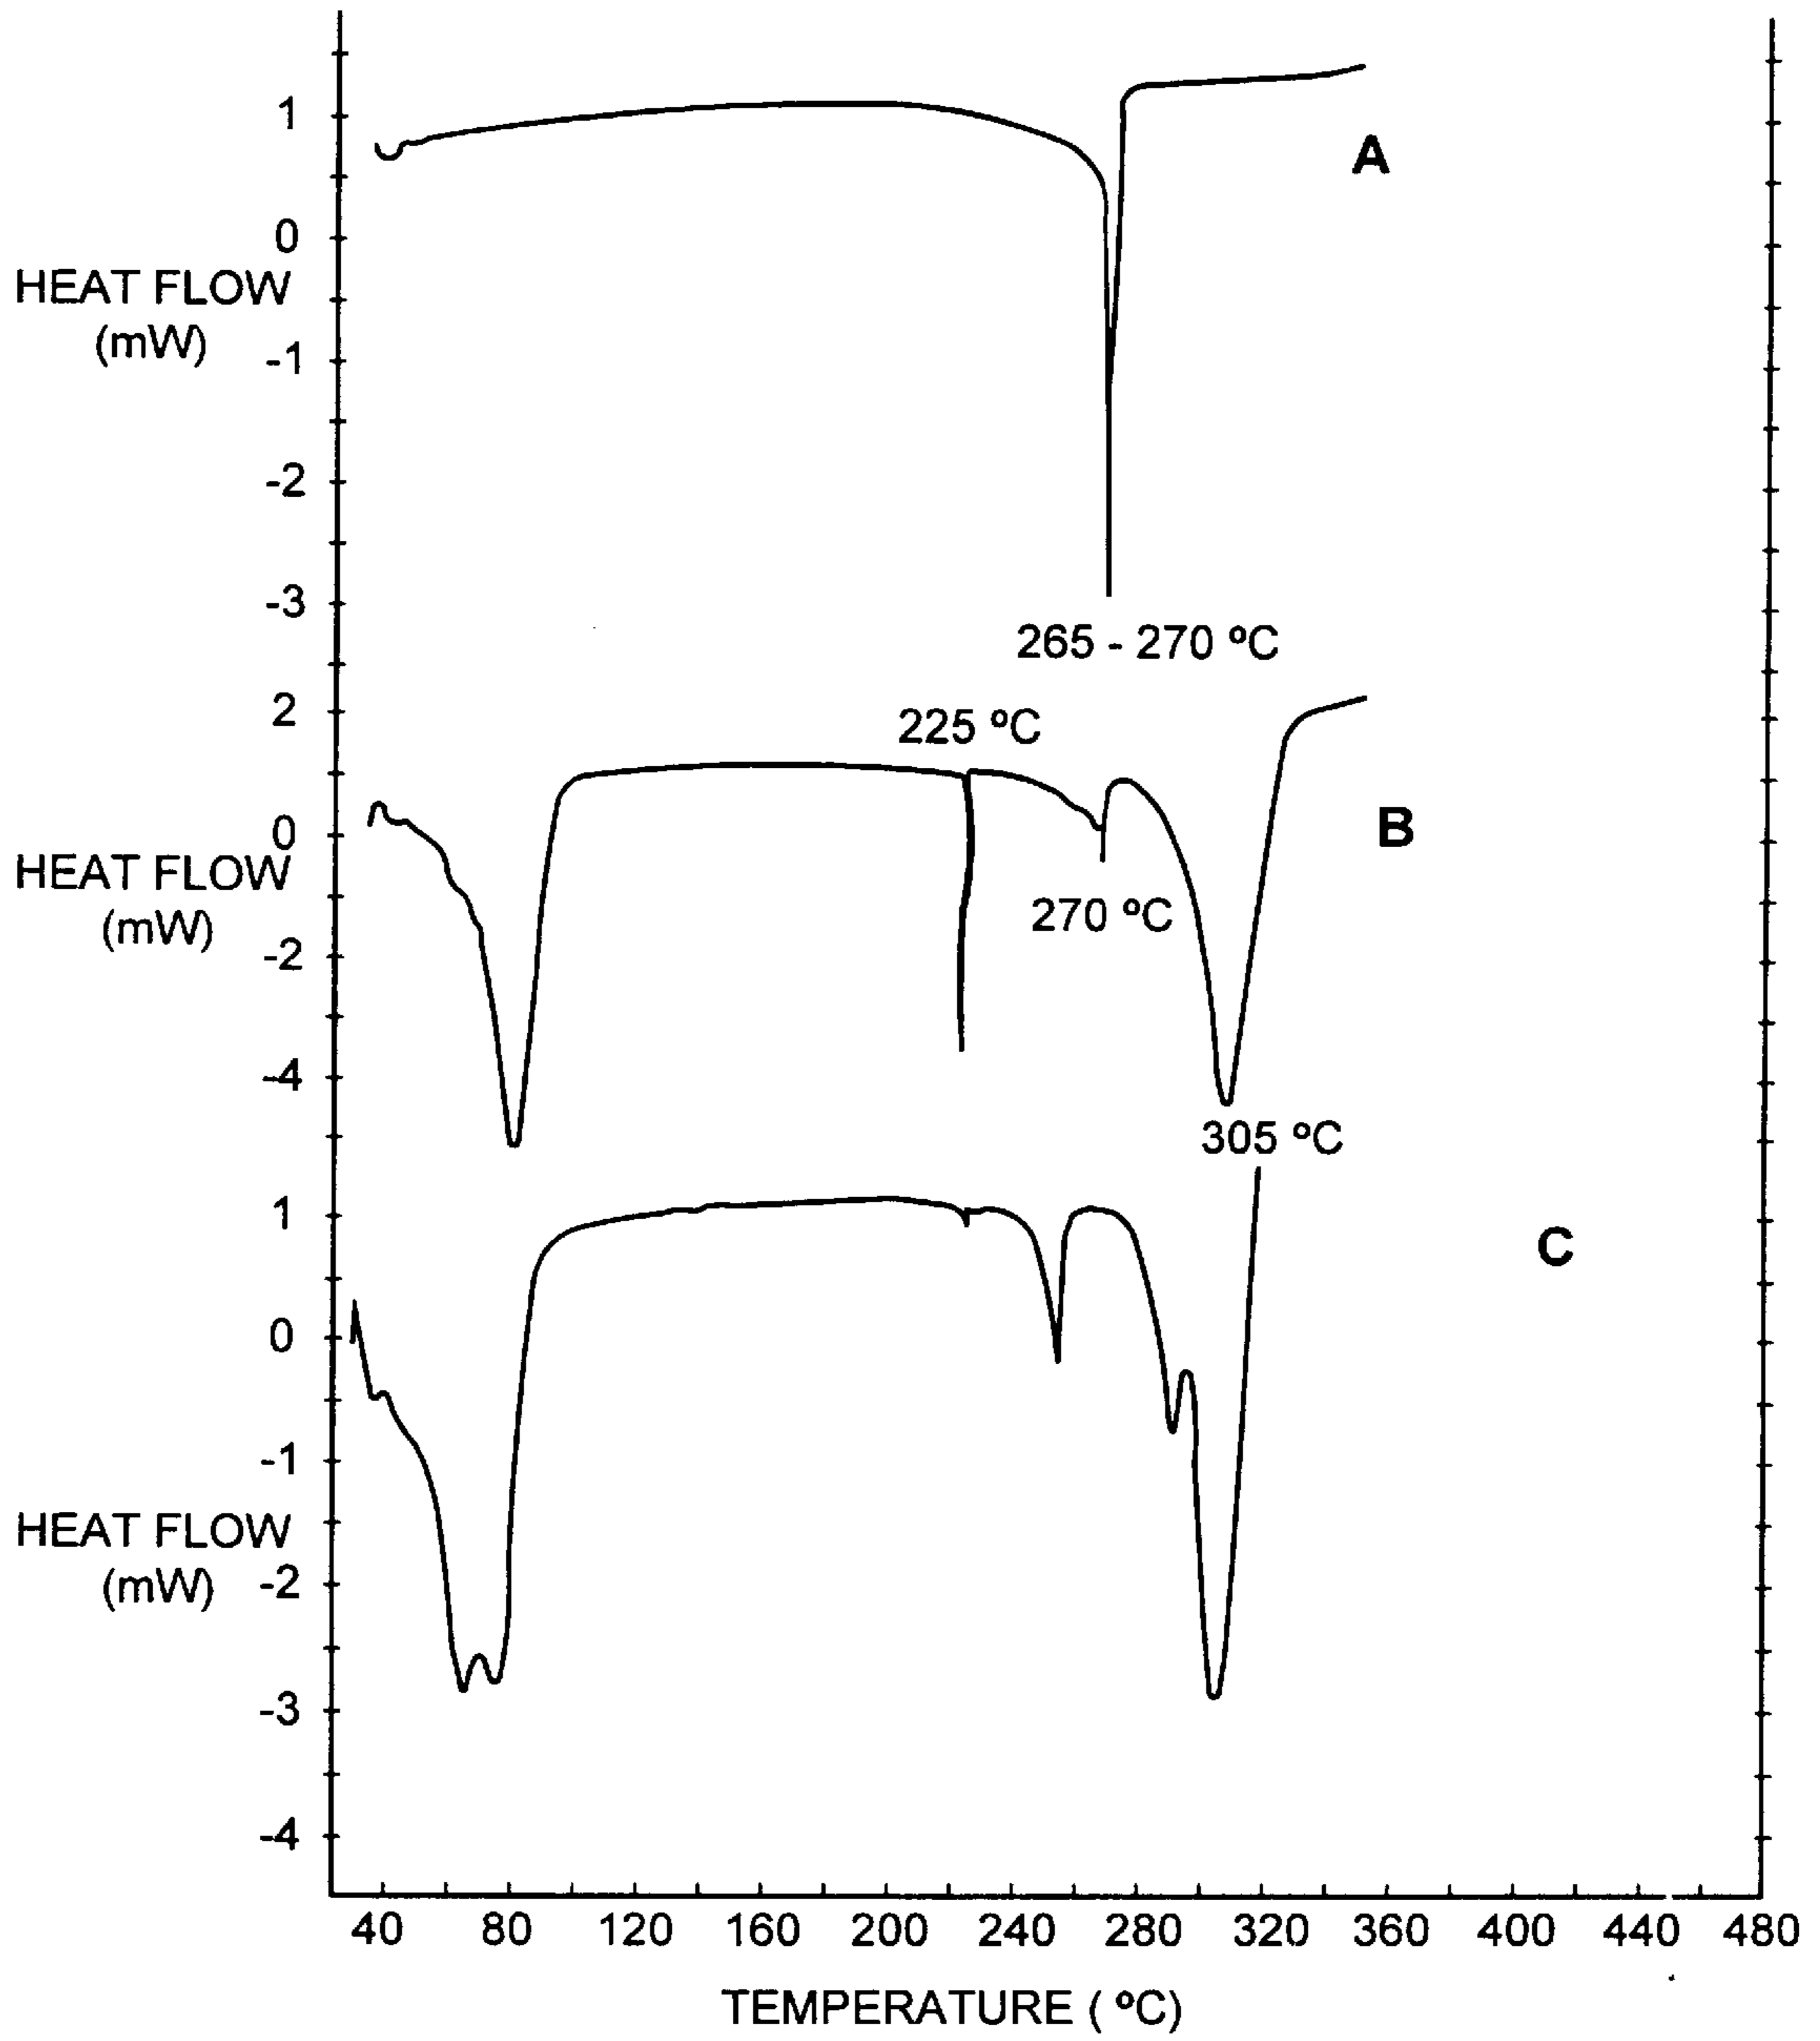 1
A
0
HEAT FLOW
(mW)
-1
-2
-3
265 - 270 ºC
2
225 ºC
0
B
HEAT FLOW
(mW)
270 ºC
-2
-4
305 ºC
1
C
0
-1
HEAT FLOW
(mW)
-2
-3
-4
40 80 120 160 200 240 280 320 360 400 440 480
TEMPERATURE ( ºC)